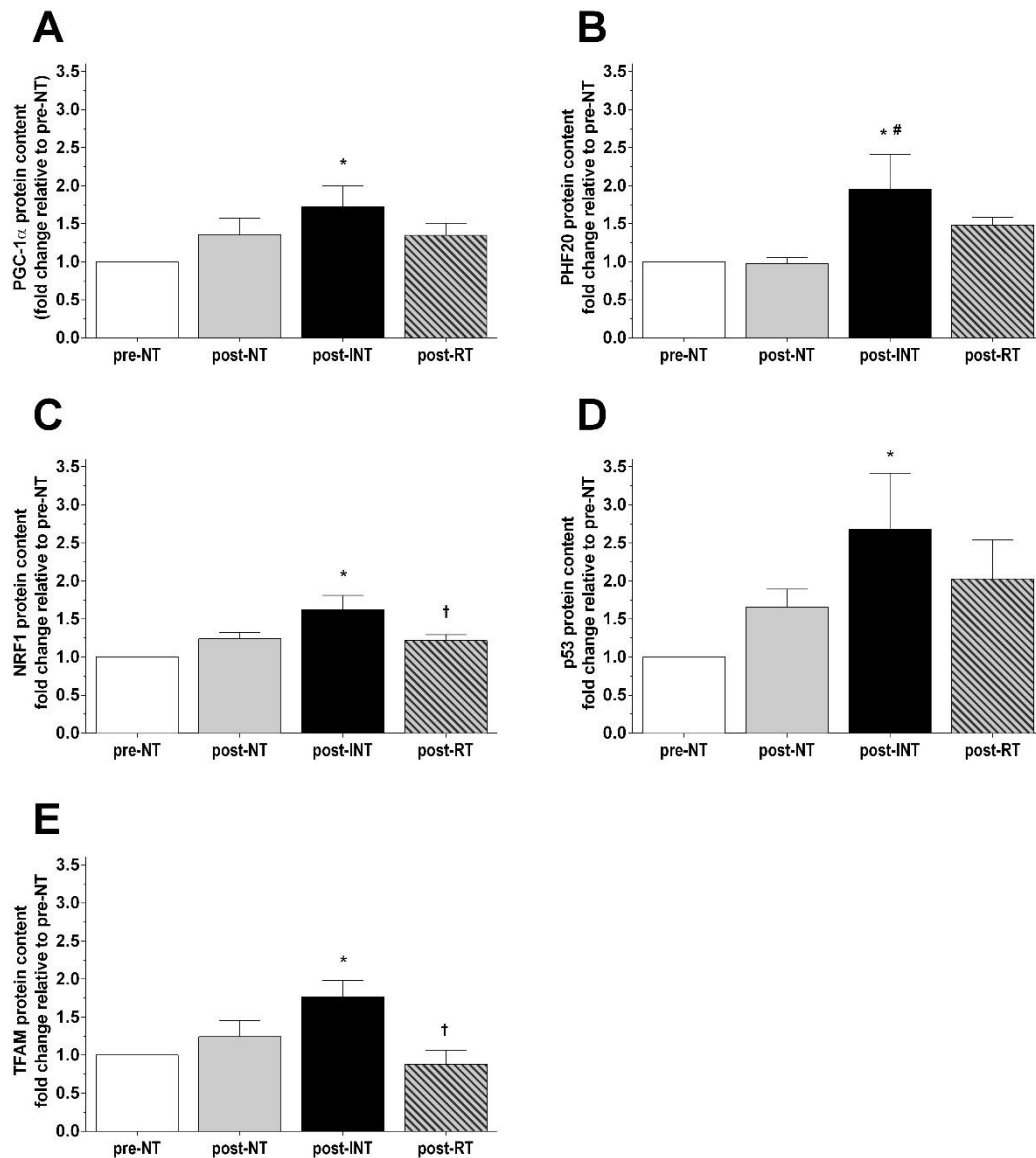 A
PGC-1α protein content
(fold change relative to pre-NT)
3.5
3.0
2.5
2.0
1.5
1.0
0.5
0.0
*
pre-NT post-NT post-INT post-RT
B
PHF20 protein content
fold change relative to pre-NT
3.5
3.0
2.5
2.0
1.5
1.0
0.5
0.0
* #
pre-NT post-NT post-INT post-RT
C
NRF1 protein content
fold change relative to pre-NT
3.5
3.0
2.5
2.0
1.5
1.0
0.5
0.0
*
†
pre-NT post-NT post-INT post-RT
D
p53 protein content
fold change relative to pre-NT
3.5
3.0
2.5
2.0
1.5
1.0
0.5
0.0
*
pre-NT post-NT post-INT post-RT
E
TFAM protein content
fold change relative to pre-NT
3.5
3.0
2.5
2.0
1.5
1.0
0.5
0.0
*
†
pre-NT post-NT post-INT post-RT